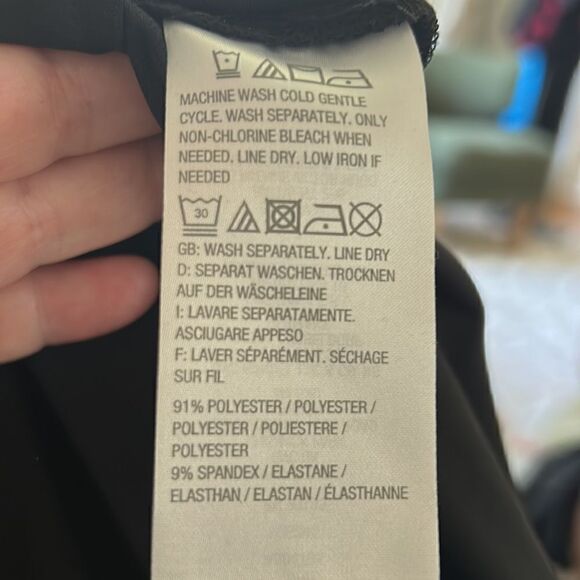 MACHINE WASH COLD GENTLE
CYCLE. WASH SEPARATELY. ONLY
NON-CHLORINE BLEACH WHEN
NEEDED. LINE DRY. LOW IRON IF
NEEDED
30
GB: WASH SEPARATELY. LINE DRY
D: SEPARAT WASCHEN. TROCKNEN
AUF DER WÄSCHELEINE
I: LAVARE SEPARATAMENTE.
ASCIUGARE APPESO
F: LAVER SÉPARÉMENT. SÉCHAGE
SUR FIL
91% POLYESTER / POLYESTER /
POLYESTER / POLIESTERE /
POLYESTER
9% SPANDEX / ELASTANE /
ELASTHAN / ELASTAN / ÉLASTHANNE